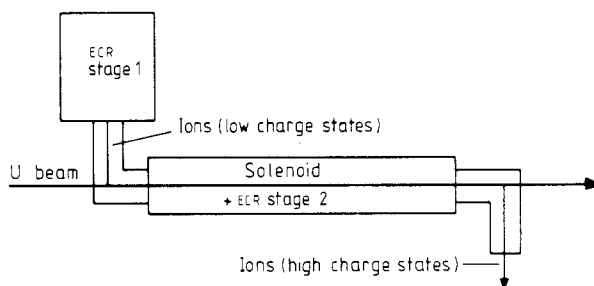 ECR
stage 1
Ions (low charge states)
U beam
Solenoid
+ ECR stage 2
Ions (high charge states)